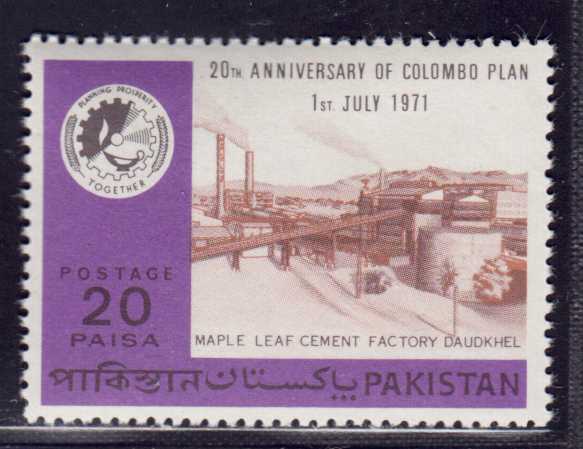 20TH ANNIVERSARY OF COLOMBO PLAN
1ST. JULY 1971
PLANNING PROSPERITY
TOGETHER
POSTAGE
20
PAISA
MAPLE LEAF CEMENT FACTORY DAUDKHEL
পাকিস্তান پاکستان PAKISTAN